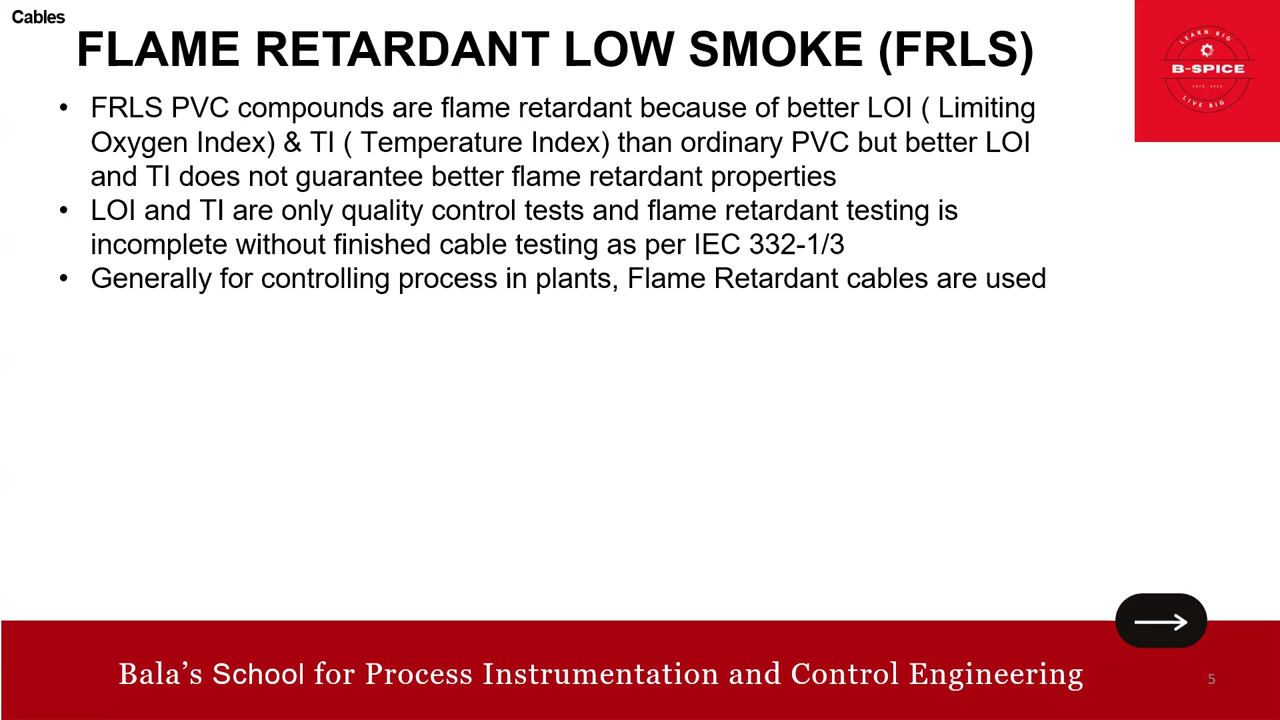 Cables
FLAME RETARDANT LOW SMOKE (FRLS)
LEARN BIG
B-SPICE
LIVE BIG
• FRLS PVC compounds are flame retardant because of better LOI ( Limiting
Oxygen Index) & TI ( Temperature Index) than ordinary PVC but better LOI
and TI does not guarantee better flame retardant properties
• LOI and TI are only quality control tests and flame retardant testing is
incomplete without finished cable testing as per IEC 332-1/3
• Generally for controlling process in plants, Flame Retardant cables are used
Bala’s School for Process Instrumentation and Control Engineering
5